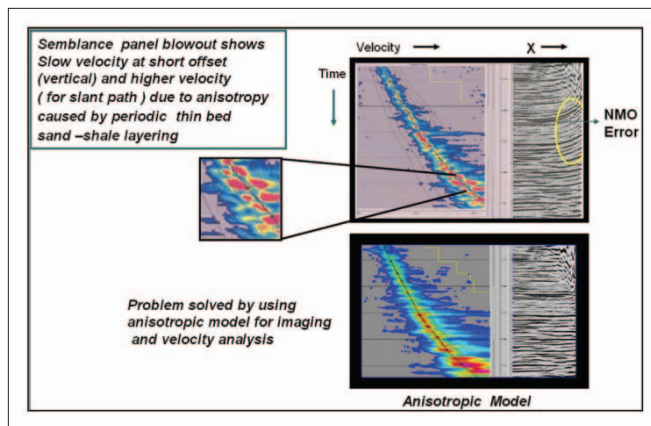 Semblance panel blowout shows
Slow velocity at short offset
(vertical) and higher velocity
( for slant path ) due to anisotropy
caused by periodic thin bed
sand –shale layering
Velocity
X
Time
NMO
Error
Problem solved by using
anisotropic model for imaging
and velocity analysis
Anisotropic Model